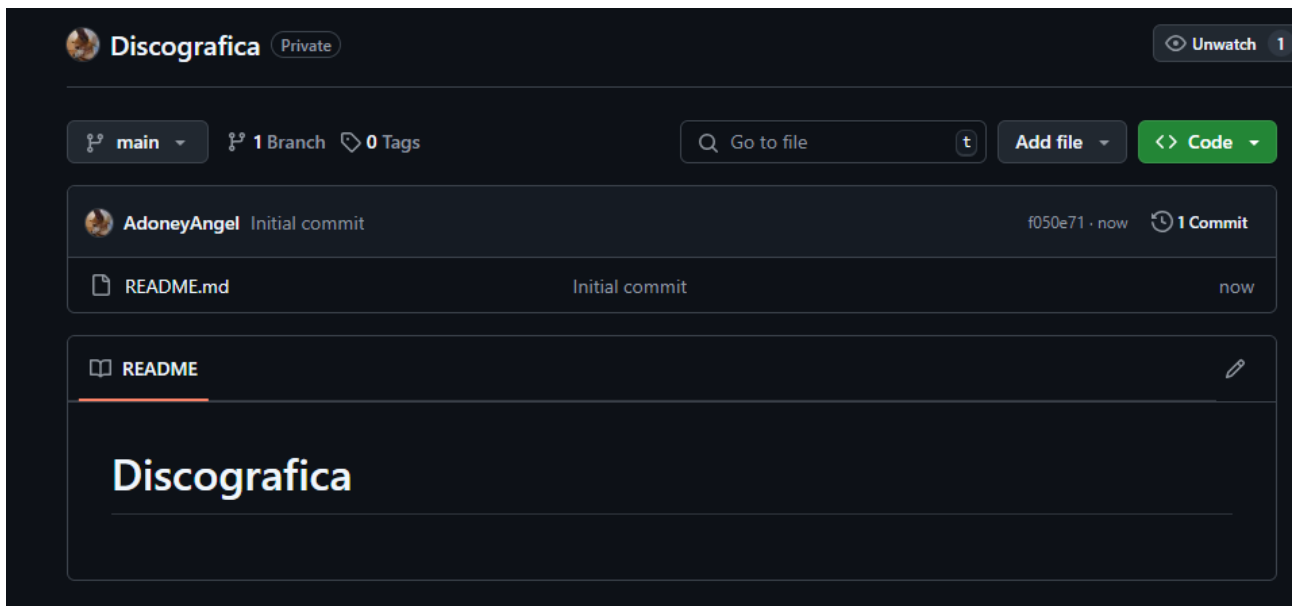 Discografica Private Unwatch 1
main 1 Branch 0 Tags Go to file t Add file Code
AdoneyAngel Initial commit f050e71 · now 1 Commit
README.md Initial commit now
README
Discografica